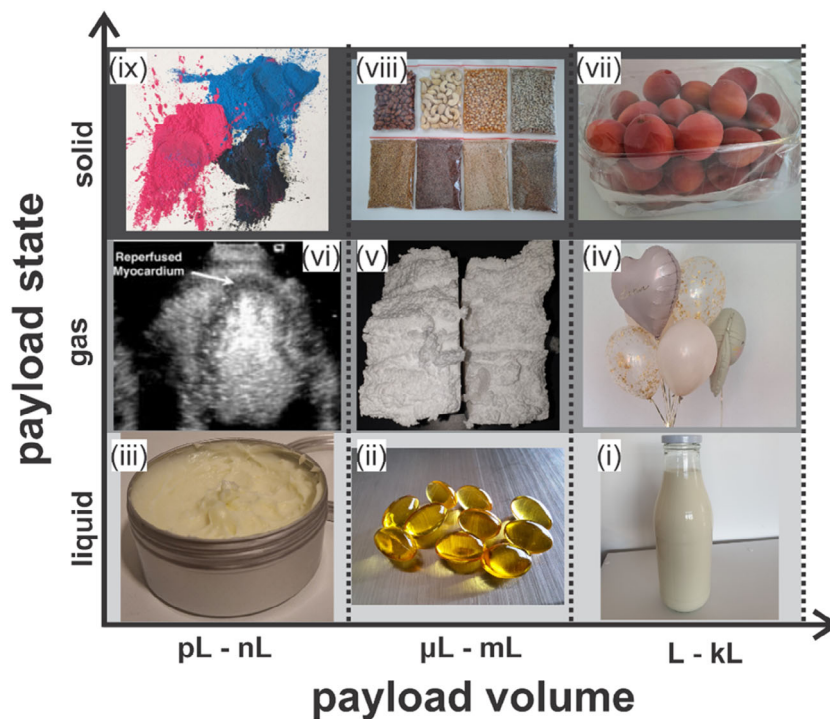 payload state
solid
gas
liquid
(ix)
(viii)
(vii)
Reperfused
Myocardium
(vi)
(v)
(iv)
(iii)
(ii)
(i)
pL - nL
µL - mL
L - kL
payload volume